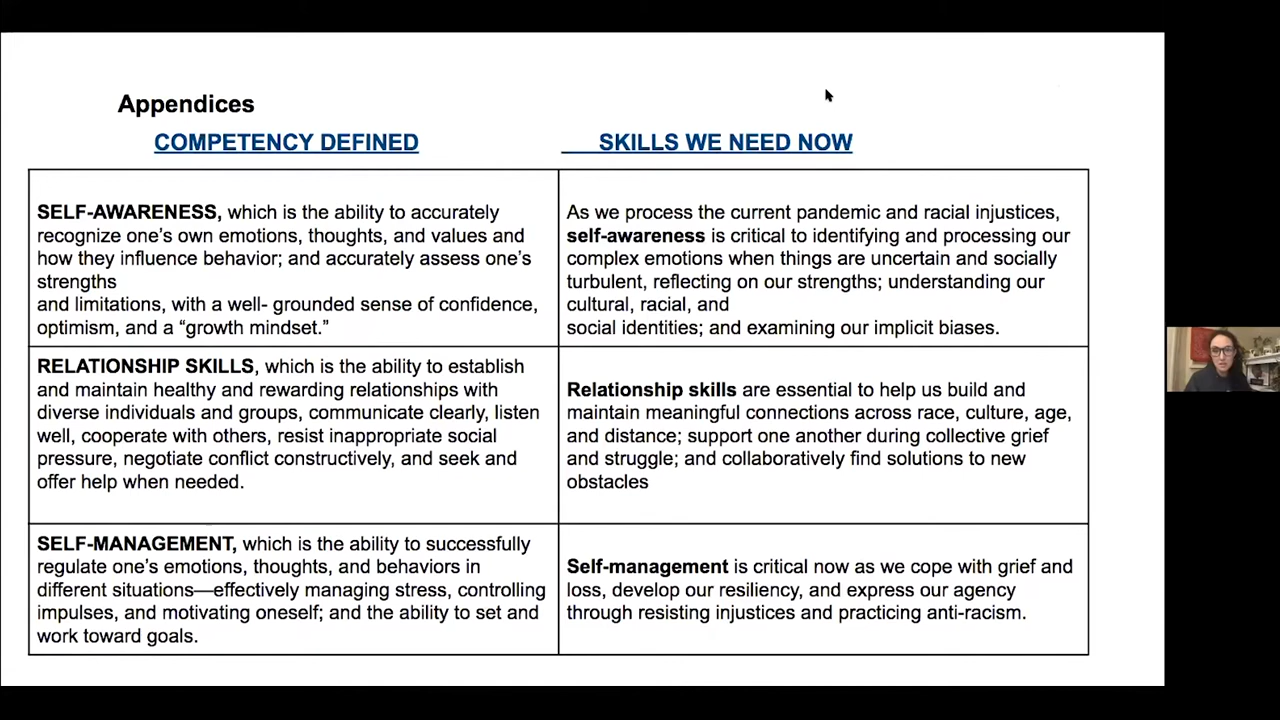 Appendices
COMPETENCY DEFINED
SKILLS WE NEED NOW
SELF-AWARENESS, which is the ability to accurately
recognize one’s own emotions, thoughts, and values and
how they influence behavior; and accurately assess one’s
strengths
and limitations, with a well- grounded sense of confidence,
optimism, and a “growth mindset.”
As we process the current pandemic and racial injustices,
self-awareness is critical to identifying and processing our
complex emotions when things are uncertain and socially
turbulent, reflecting on our strengths; understanding our
cultural, racial, and
social identities; and examining our implicit biases.
RELATIONSHIP SKILLS, which is the ability to establish
and maintain healthy and rewarding relationships with
diverse individuals and groups, communicate clearly, listen
well, cooperate with others, resist inappropriate social
pressure, negotiate conflict constructively, and seek and
offer help when needed.
Relationship skills are essential to help us build and
maintain meaningful connections across race, culture, age,
and distance; support one another during collective grief
and struggle; and collaboratively find solutions to new
obstacles
SELF-MANAGEMENT, which is the ability to successfully
regulate one’s emotions, thoughts, and behaviors in
different situations—effectively managing stress, controlling
impulses, and motivating oneself; and the ability to set and
work toward goals.
Self-management is critical now as we cope with grief and
loss, develop our resiliency, and express our agency
through resisting injustices and practicing anti-racism.